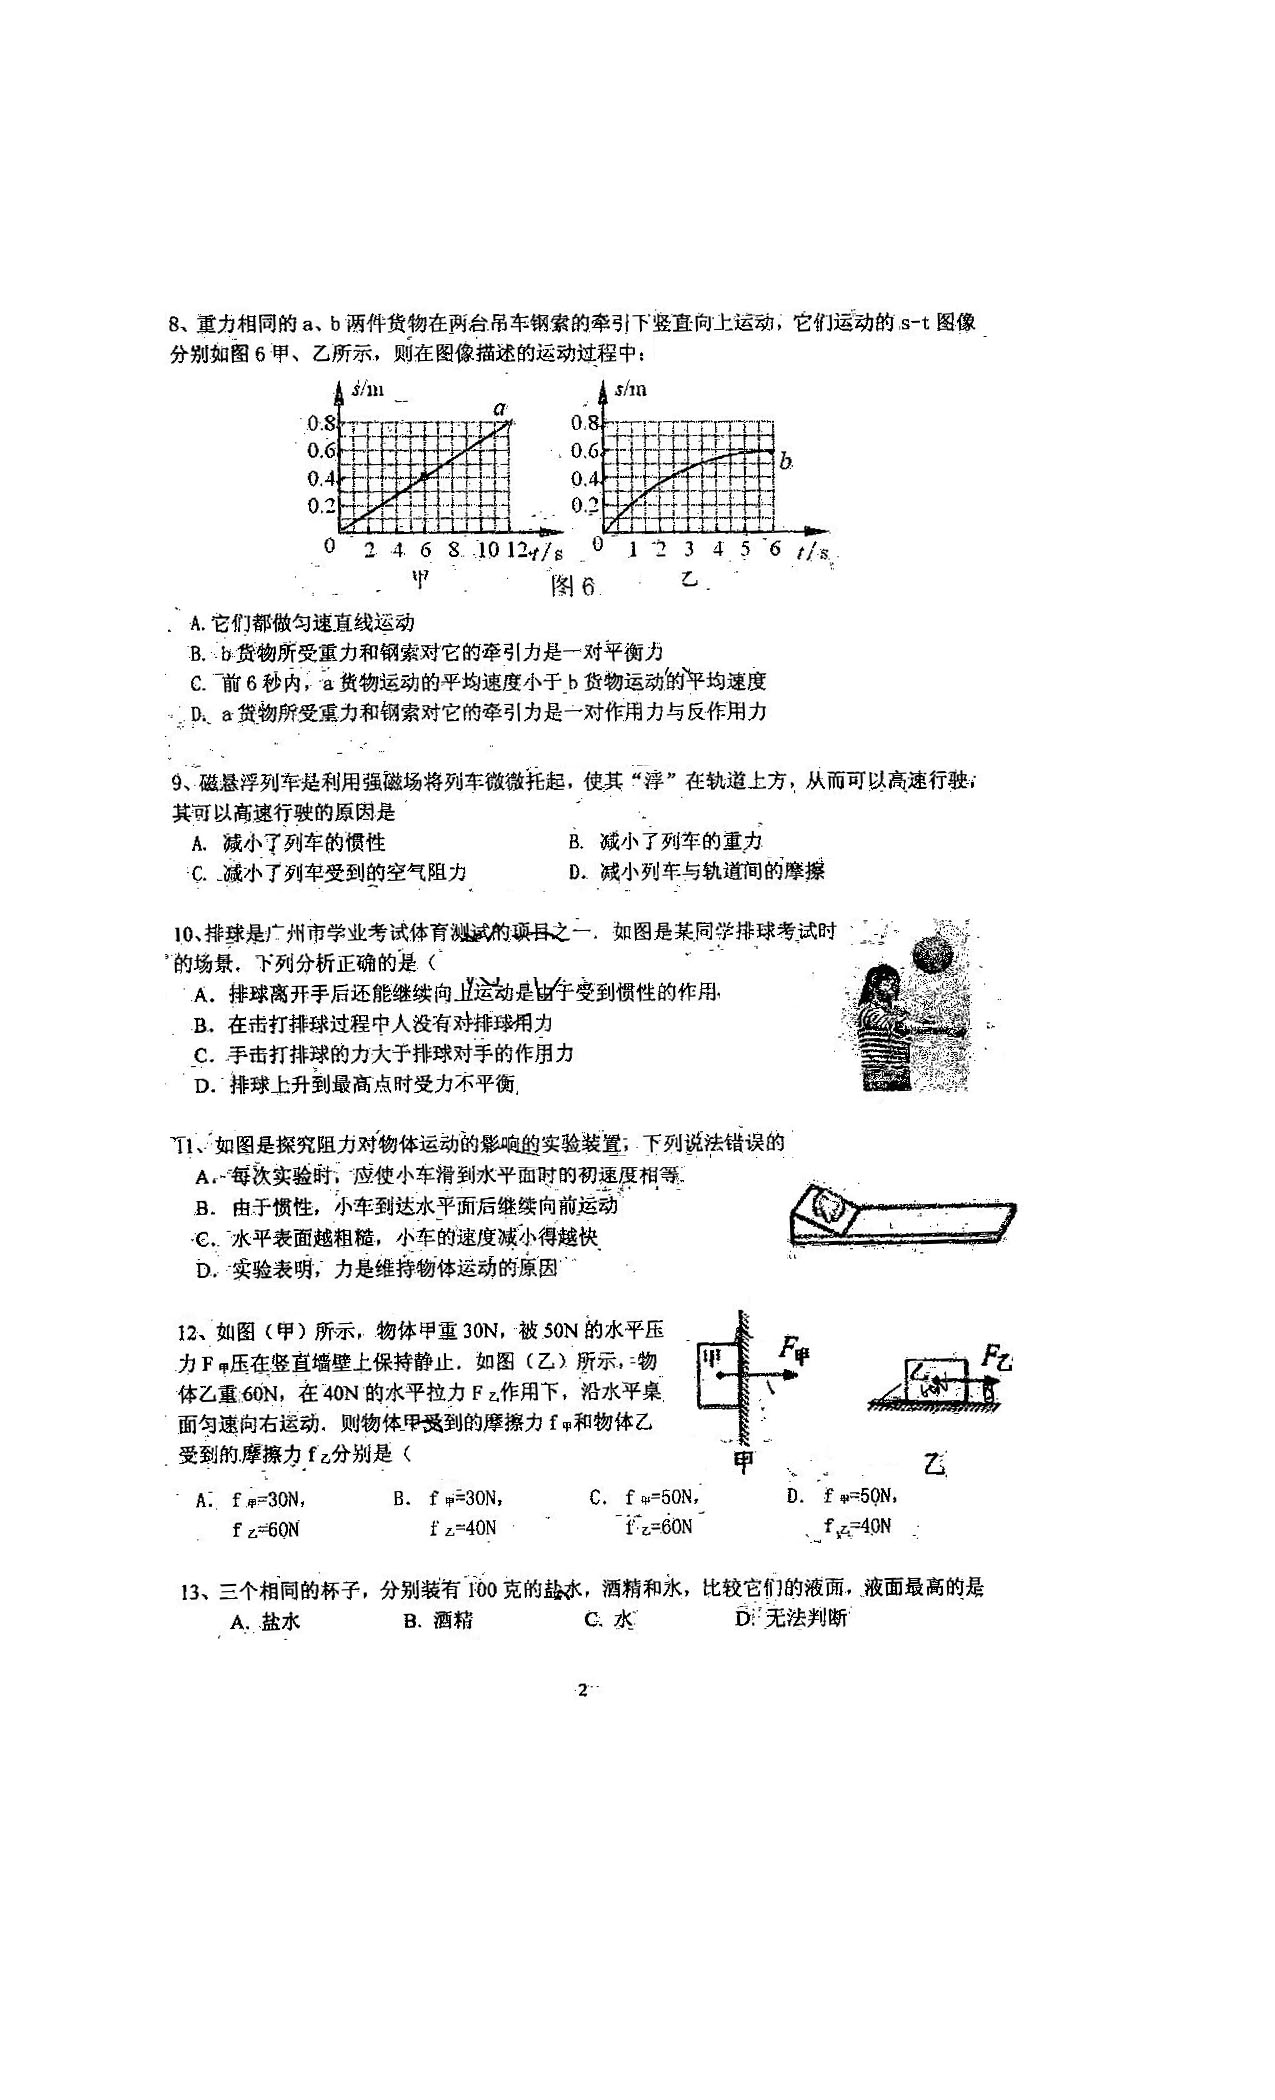 8、重力相同的 a、b 两件货物在两台吊车钢索的牵引下竖直向上运动，它们运动的 s-t 图像
分别如图 6 甲、乙所示，则在图像描述的运动过程中：
s/m
a
0.8
0.6
0.4
0.2
0 2 4 6 8 10 12 t/s
甲
s/m
0.8
0.6
0.4
0.2
b
0 1 2 3 4 5 6 t/s
乙
图 6
A. 它们都做匀速直线运动
B. b 货物所受重力和钢索对它的牵引力是一对平衡力
C. 前 6 秒内，a 货物运动的平均速度小于 b 货物运动的平均速度
D. a 货物所受重力和钢索对它的牵引力是一对作用力与反作用力
9、磁悬浮列车是利用强磁场将列车微微托起，使其“浮”在轨道上方，从而可以高速行驶，
其可以高速行驶的原因是
A. 减小了列车的惯性 B. 减小了列车的重力
C. 减小了列车受到的空气阻力 D. 减小列车与轨道间的摩擦
10、排球是广州市学业考试体育测试的项目之一．如图是某同学排球考试时
的场景．下列分析正确的是（
A．排球离开手后还能继续向上运动是由于受到惯性的作用
B．在击打排球过程中人没有对排球用力
C．手击打排球的力大于排球对手的作用力
D．排球上升到最高点时受力不平衡
11、如图是探究阻力对物体运动的影响的实验装置，下列说法错误的
A．每次实验时，应使小车滑到水平面时的初速度相等
B．由于惯性，小车到达水平面后继续向前运动
C．水平表面越粗糙，小车的速度减小得越快
D．实验表明，力是维持物体运动的原因
12、如图（甲）所示，物体甲重 30N，被 50N 的水平压
力 F甲压在竖直墙壁上保持静止．如图（乙）所示，物
体乙重 60N，在 40N 的水平拉力 F乙作用下，沿水平桌
面匀速向右运动．则物体甲受到的摩擦力 f甲和物体乙
受到的摩擦力 f乙分别是（
甲 F甲
甲
乙 60N F乙
乙
A． f甲=30N， B． f甲=30N， C． f甲=50N， D． f甲=50N，
f乙=60N f乙=40N f乙=60N f乙=40N
13、三个相同的杯子，分别装有 100 克的盐水，酒精和水，比较它们的液面，液面最高的是
A. 盐水 B. 酒精 C. 水 D. 无法判断
2